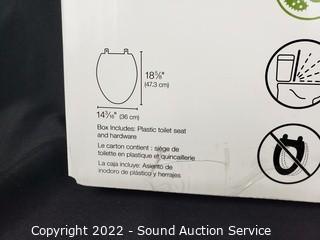 18⅝"
(47.3 cm)
14³⁄₁₆" (36 cm)
Box Includes: Plastic toilet seat
and hardware
Le carton contient : siège de
toilette en plastique et quincaillerie
La caja incluye: Asiento de
inodoro de plástico y herrajes
Copyright 2022 - Sound Auction Service